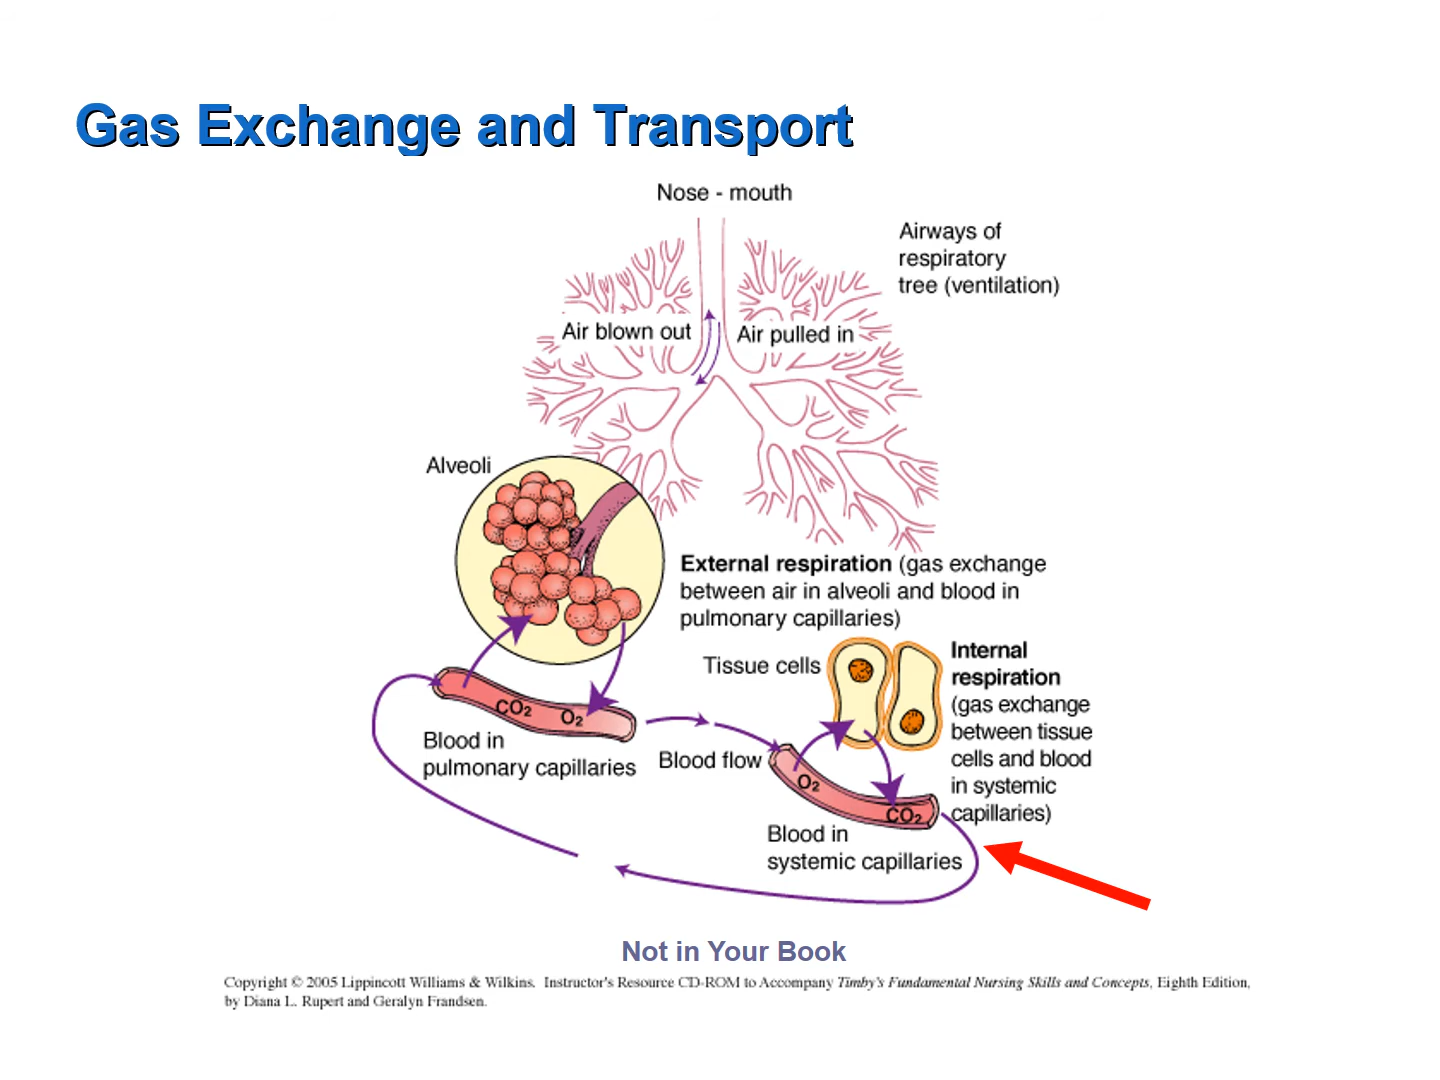 Gas Exchange and Transport
Nose - mouth
Airways of
respiratory
tree (ventilation)
Air blown out
Air pulled in
Alveoli
External respiration (gas exchange
between air in alveoli and blood in
pulmonary capillaries)
Tissue cells
Internal
respiration
(gas exchange
between tissue
cells and blood
in systemic
capillaries)
CO₂
O₂
Blood in
pulmonary capillaries
Blood flow
O₂
CO₂
Blood in
systemic capillaries
Not in Your Book
Copyright © 2005 Lippincott Williams & Wilkins. Instructor's Resource CD-ROM to Accompany Timby's Fundamental Nursing Skills and Concepts, Eighth Edition,
by Diana L. Rupert and Geralyn Frandsen.